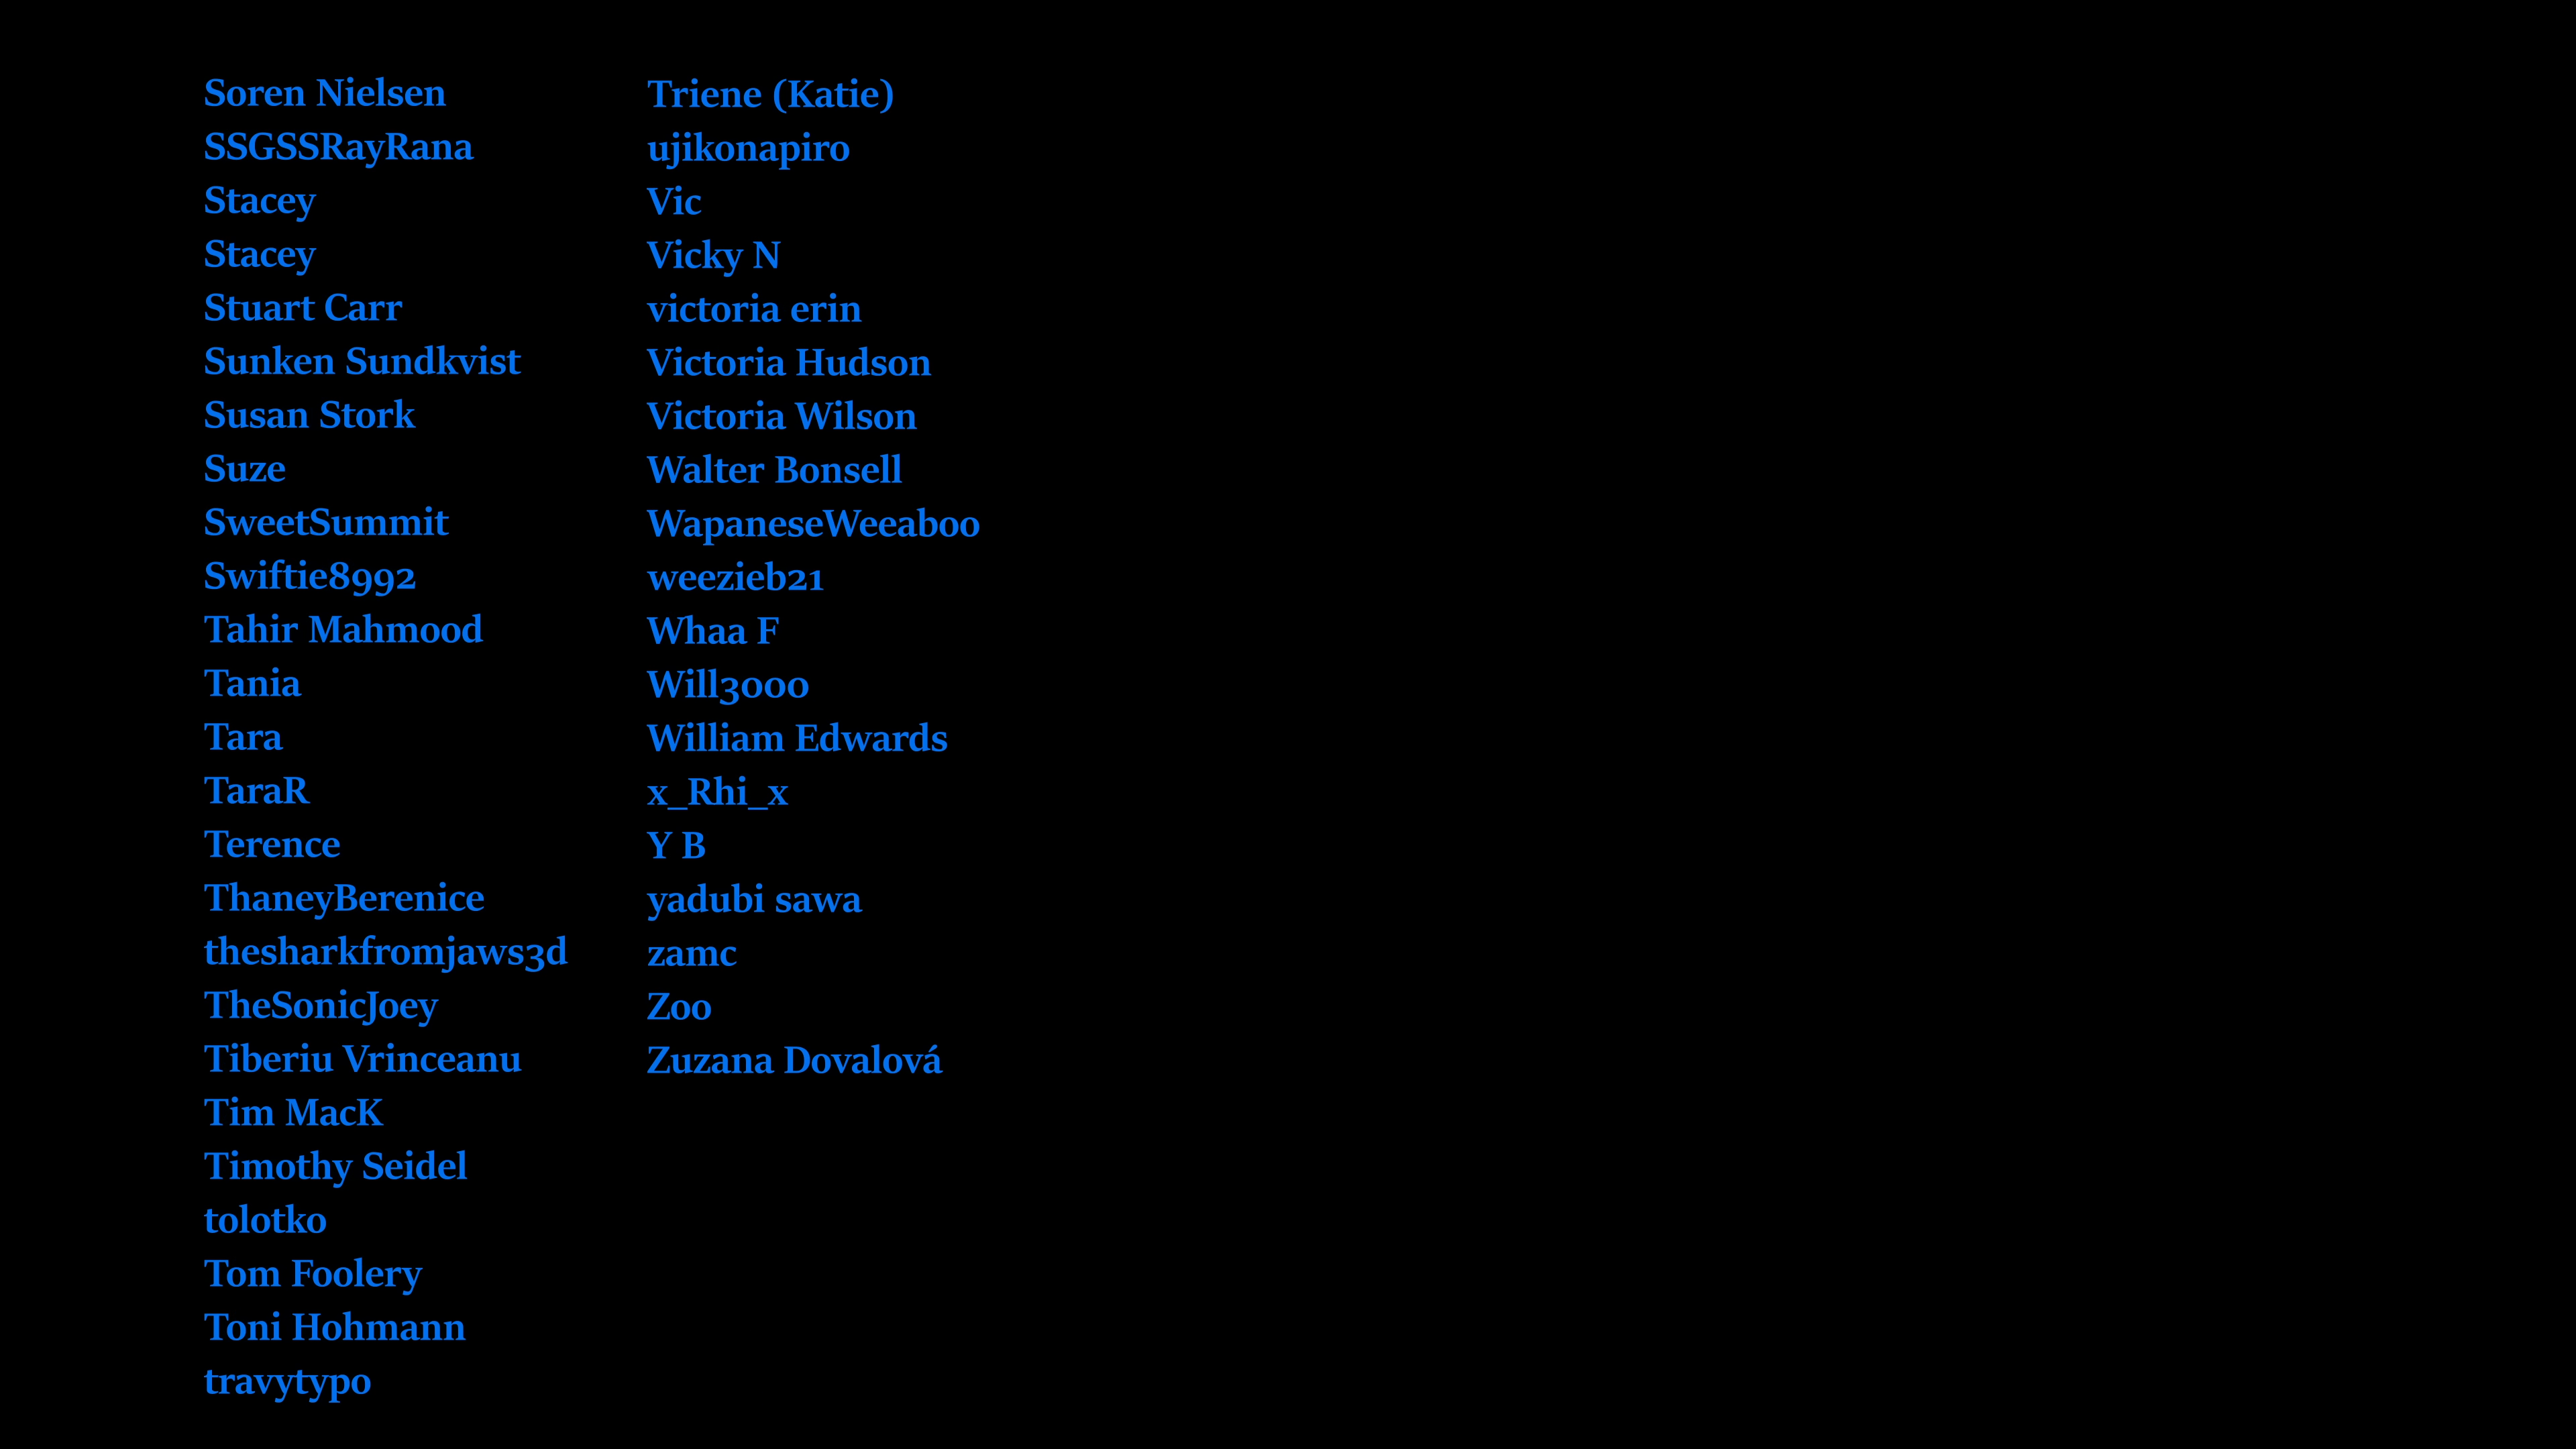 Soren Nielsen
SSGSSRayRana
Stacey
Stacey
Stuart Carr
Sunken Sundkvist
Susan Stork
Suze
SweetSummit
Swiftie8992
Tahir Mahmood
Tania
Tara
TaraR
Terence
ThaneyBerenice
thesharkfromjaws3d
TheSonicJoey
Tiberiu Vrinceanu
Tim MacK
Timothy Seidel
tolotko
Tom Foolery
Toni Hohmann
travytypo
Triene (Katie)
ujikonapiro
Vic
Vicky N
victoria erin
Victoria Hudson
Victoria Wilson
Walter Bonsell
WapaneseWeeaboo
weezieb21
Whaa F
Will3000
William Edwards
x_Rhi_x
Y B
yadubi sawa
zamc
Zoo
Zuzana Dovalová